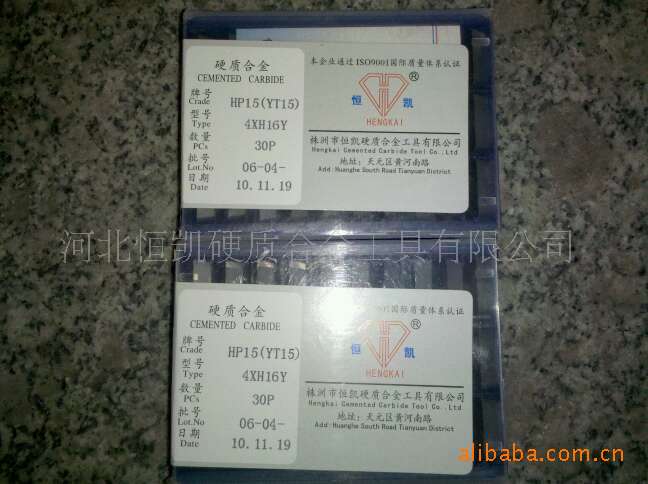 硬质合金
CEMENTED CARBIDE
牌号
Crade
HP15(YT15)
型号
Type
4XH16Y
数量
PCs
30P
批号
Lot.No
06-04-
日期
Date
10.11.19
本企业通过ISO9001国际质量体系认证
恒 凯
®
HENGKAI
株洲市恒凯硬质合金工具有限公司
Hengkai Cemented Carbide Tool Co.,Ltd
地址:天元区黄河南路
Add:Huanghe South Road Tianyuan District
河北恒凯硬质合金工具有限公司
硬质合金
CEMENTED CARBIDE
牌号
Crade
HP15(YT15)
型号
Type
4XH16Y
数量
PCs
30P
批号
Lot.No
06-04-
日期
Date
10.11.19
国际质量体系认证
恒 凯
®
HENGKAI
株洲市恒凯硬质合金工具有限公司
Hengkai Cemented Carbide Tool Co.,Ltd
地址:天元区黄河南路
Add:Huanghe South Road Tianyuan District
alibaba.com.cn